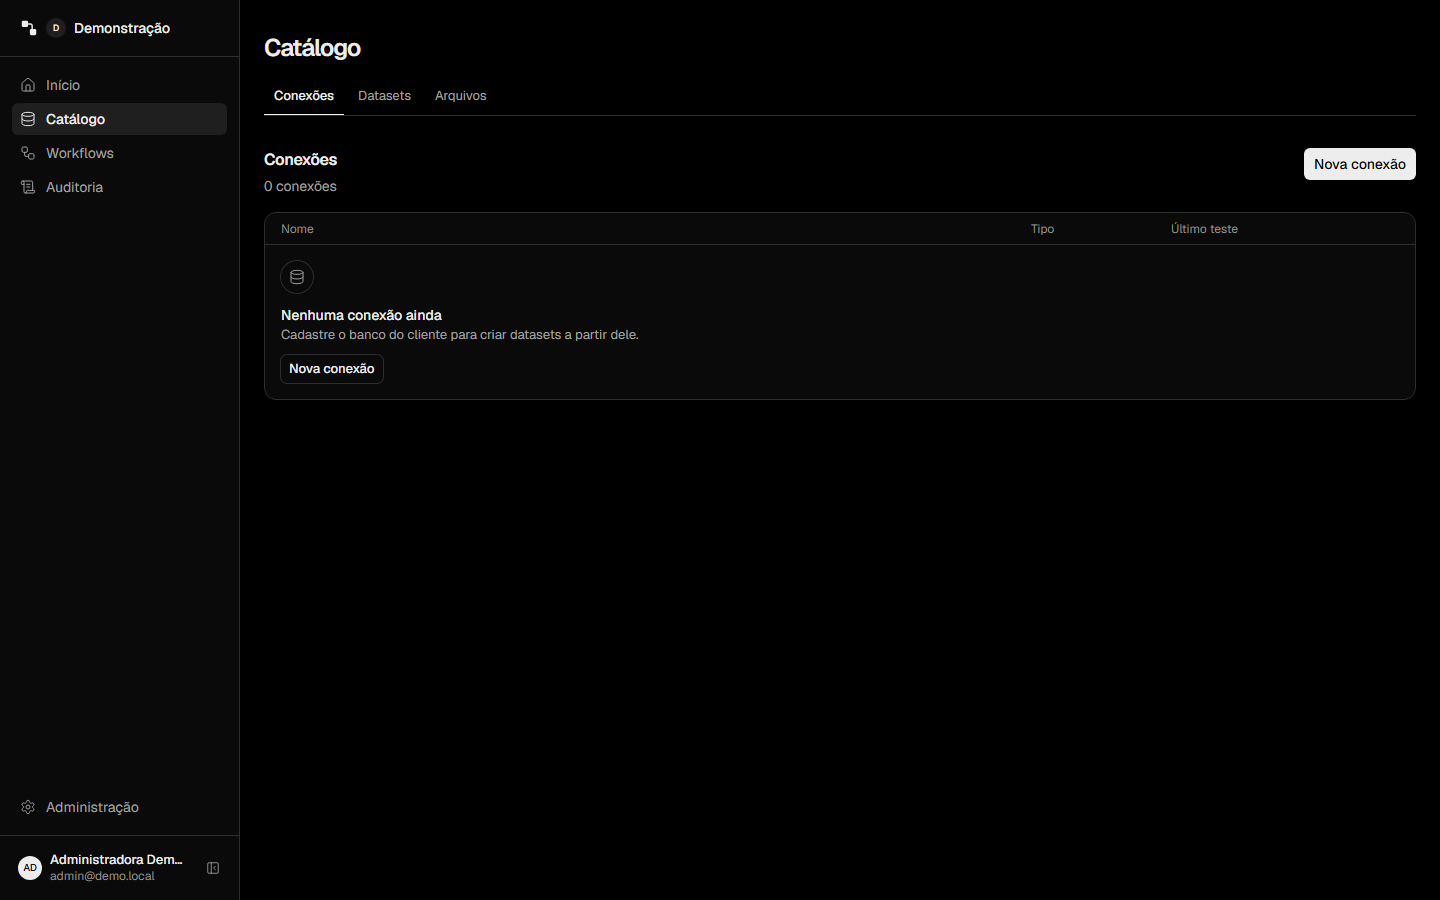 D Demonstração
Início
Catálogo
Workflows
Auditoria
Administração
AD
Administradora Dem...
admin@demo.local
Catálogo
Conexões Datasets Arquivos
Conexões
0 conexões
Nova conexão
Nome Tipo Último teste
Nenhuma conexão ainda
Cadastre o banco do cliente para criar datasets a partir dele.
Nova conexão